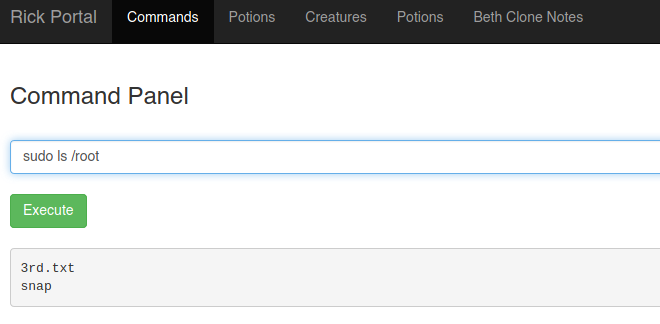 Rick Portal Commands Potions Creatures Potions Beth Clone Notes
Command Panel
sudo ls /root
Execute
3rd.txt
snap